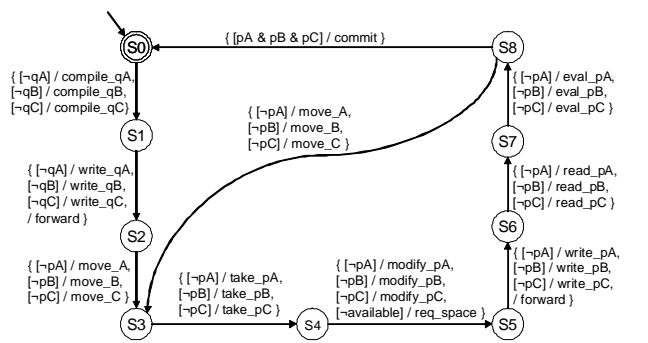 S0
{ [pA & pB & pC] / commit }
S8
{ [¬qA] / compile_qA,
[¬qB] / compile_qB,
[¬qC] / compile_qC}
{ [¬pA] / eval_pA,
[¬pB] / eval_pB,
[¬pC] / eval_pC }
{ [¬pA] / move_A,
[¬pB] / move_B,
[¬pC] / move_C }
S1
S7
{ [¬qA] / write_qA,
[¬qB] / write_qB,
[¬qC] / write_qC,
/ forward }
{ [¬pA] / read_pA,
[¬pB] / read_pB,
[¬pC] / read_pC }
S2
S6
{ [¬pA] / move_A,
[¬pB] / move_B,
[¬pC] / move_C }
{ [¬pA] / take_pA,
[¬pB] / take_pB,
[¬pC] / take_pC }
{ [¬pA] / modify_pA,
[¬pB] / modify_pB,
[¬pC] / modify_pC,
[¬available] / req_space }
{ [¬pA] / write_pA,
[¬pB] / write_pB,
[¬pC] / write_pC,
/ forward }
S3
S4
S5